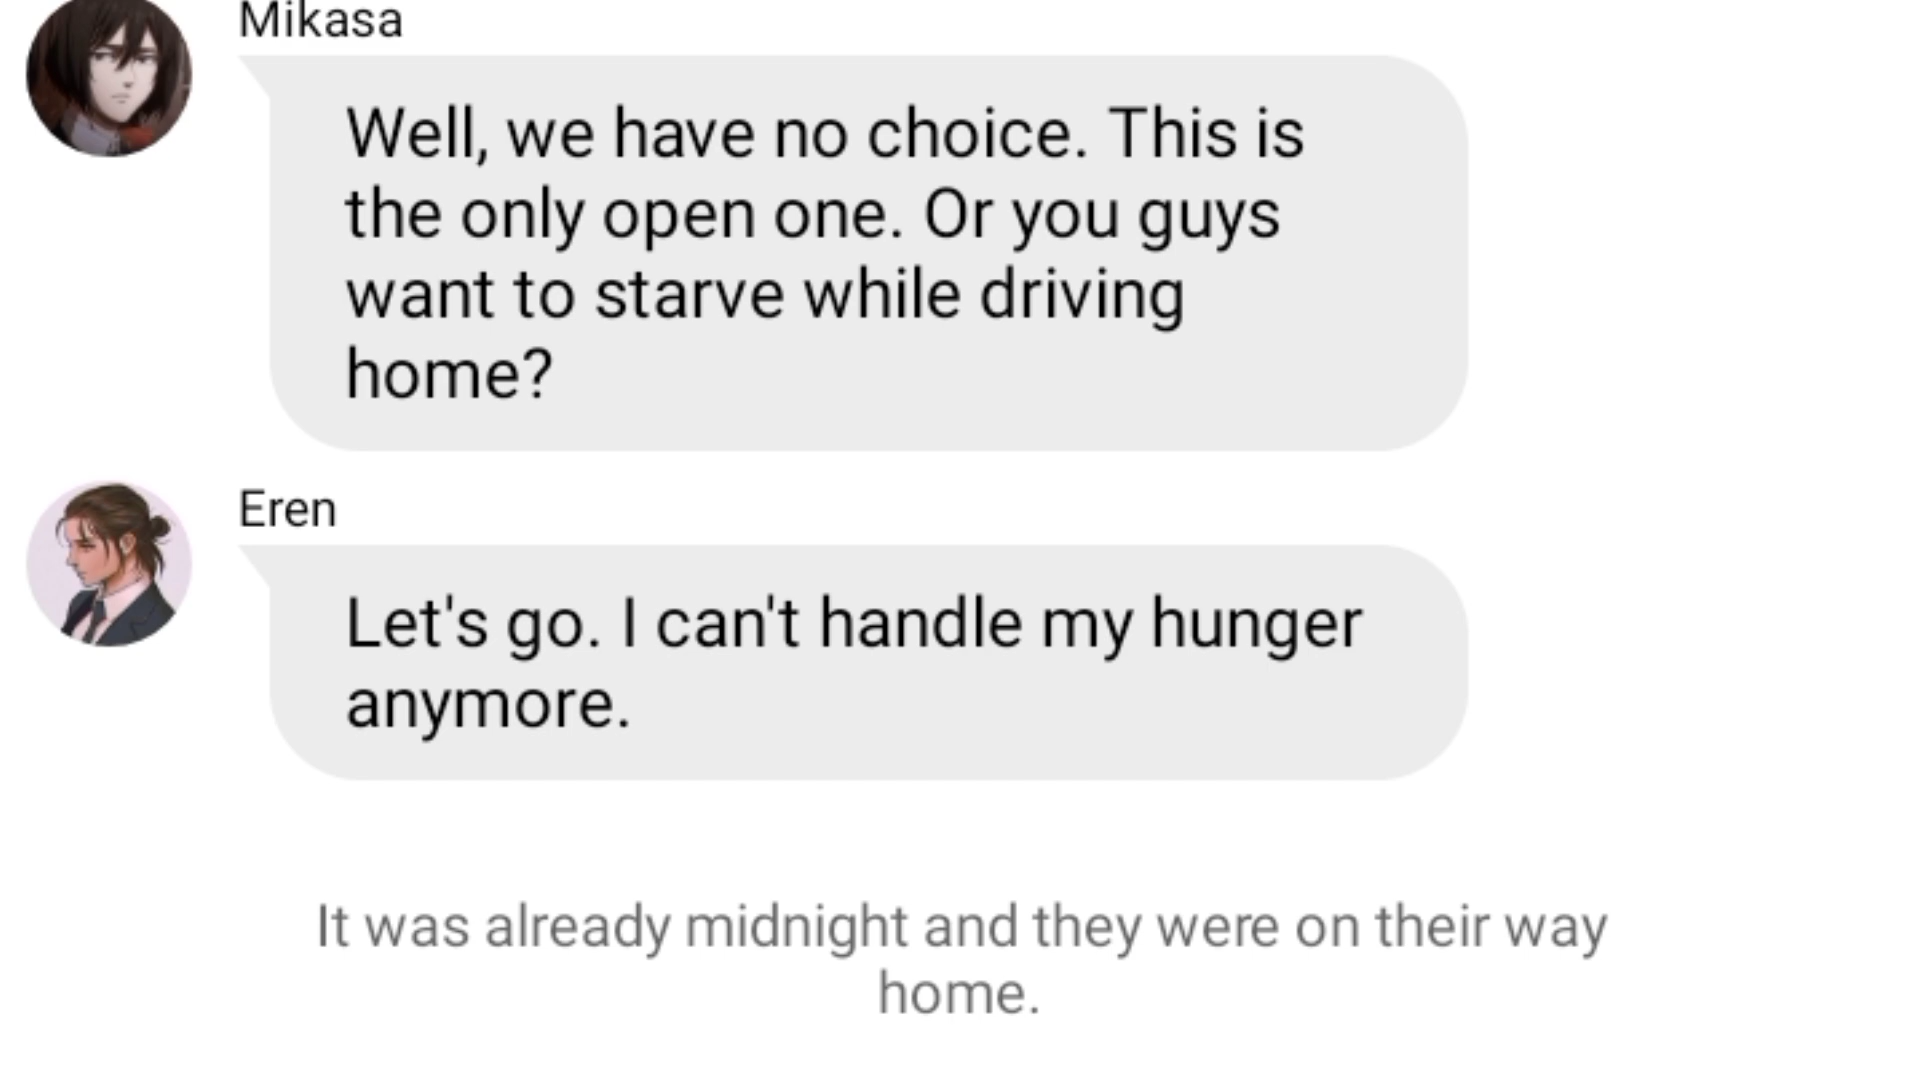 Mikasa
Well, we have no choice. This is
the only open one. Or you guys
want to starve while driving
home?
Eren
Let's go. I can't handle my hunger
anymore.
It was already midnight and they were on their way
home.